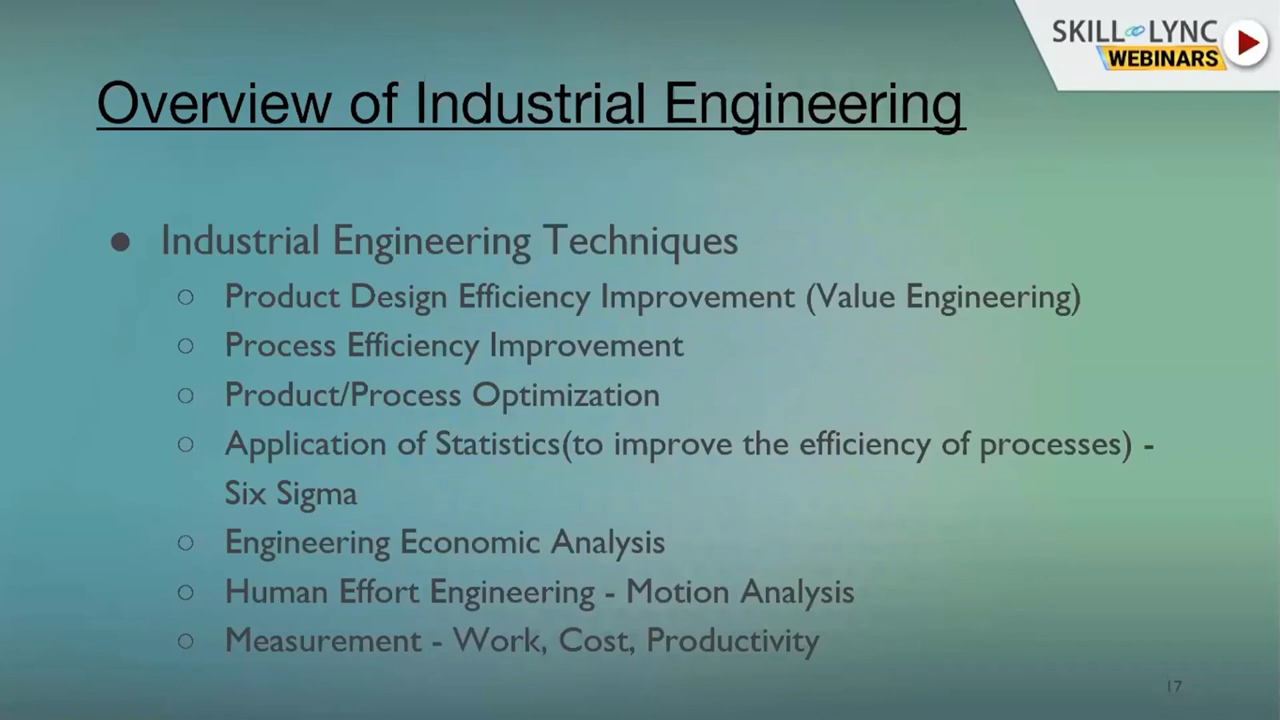 SKILL LYNC
WEBINARS
Overview of Industrial Engineering
● Industrial Engineering Techniques
○ Product Design Efficiency Improvement (Value Engineering)
○ Process Efficiency Improvement
○ Product/Process Optimization
○ Application of Statistics(to improve the efficiency of processes) -
Six Sigma
○ Engineering Economic Analysis
○ Human Effort Engineering - Motion Analysis
○ Measurement - Work, Cost, Productivity
17